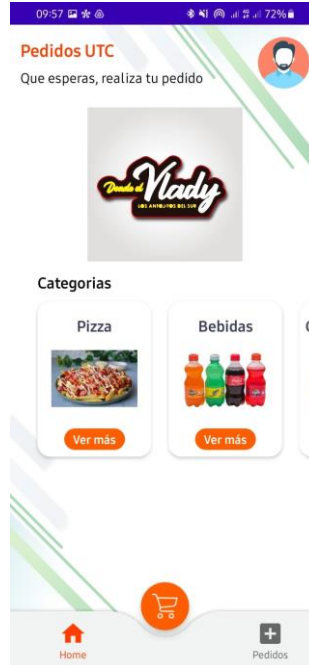 09:57
72%
Pedidos UTC
Que esperas, realiza tu pedido
Donde el
Vlady
LOS ANTOJITOS DEL SUR
Categorias
Pizza
Bebidas
Ver más
Ver más
Home
Pedidos